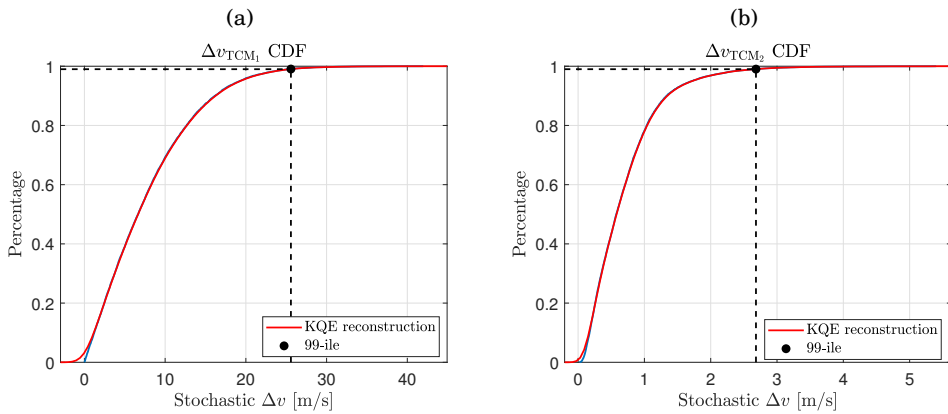 (a)
Δv_TCM₁ CDF
1
0.8
0.6
0.4
0.2
0
Percentage
0 10 20 30 40
Stochastic Δv [m/s]
KQE reconstruction
99-ile
(b)
Δv_TCM₂ CDF
1
0.8
0.6
0.4
0.2
0
Percentage
0 1 2 3 4 5
Stochastic Δv [m/s]
KQE reconstruction
99-ile